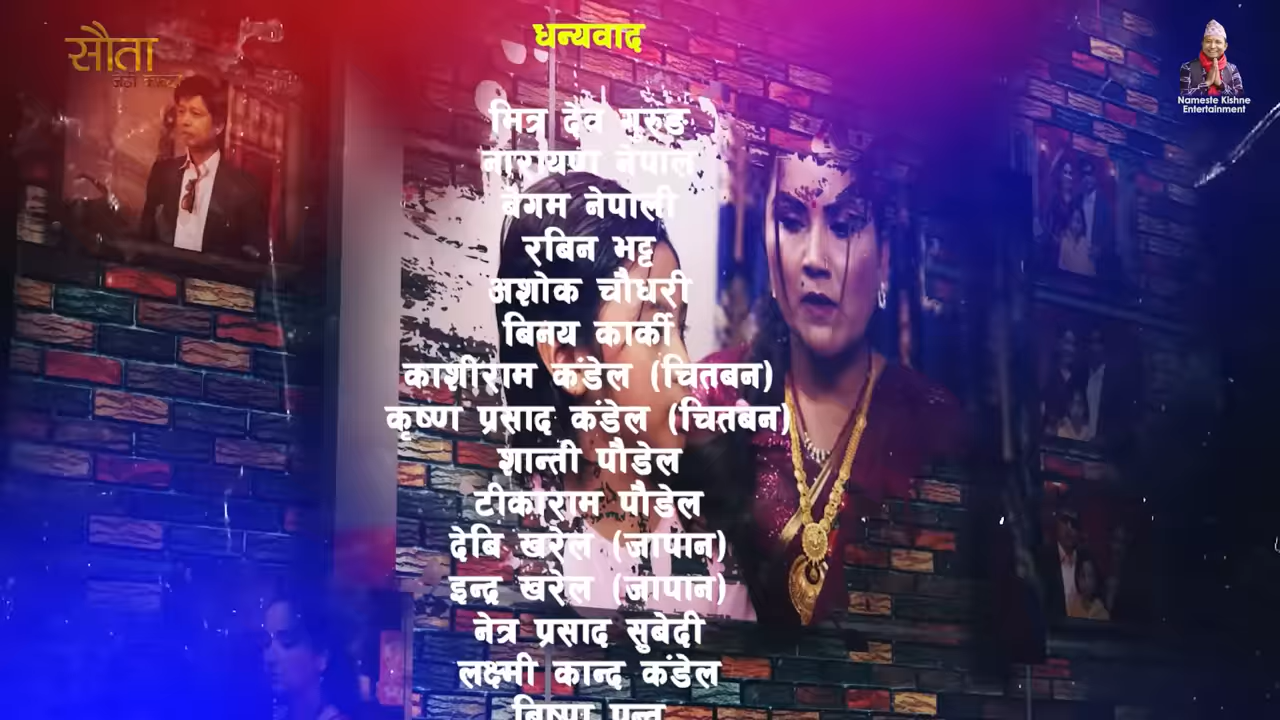 सौता
जेठी कान्छी
धन्यवाद
Nameste Kishne
Entertainment
मित्र देव गुरुङ
नारायण नेपाल
बेगम नेपाली
रबिन भट्ट
अशोक चौधरी
बिनय कार्की
काशीराम कंडेल (चितबन)
कृष्ण प्रसाद कंडेल (चितबन)
शान्ती पौडेल
टीकाराम पौडेल
देबि खरेल (जापान)
इन्द्र खरेल (जापान)
नेत्र प्रसाद सुबेदी
लक्ष्मी कान्द कंडेल